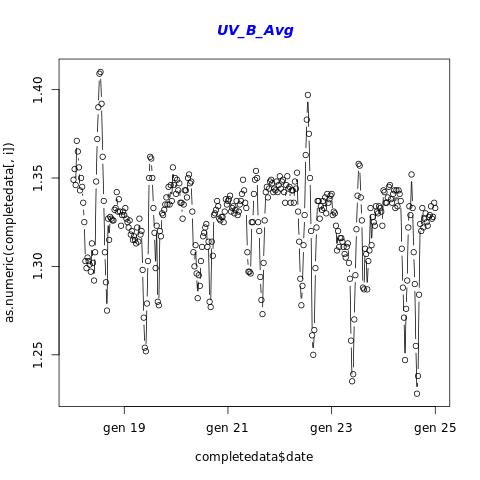 UV_B_Avg
as.numeric(completedata[, i])
1.40
1.35
1.30
1.25
gen 19
gen 21
gen 23
gen 25
completedata$date